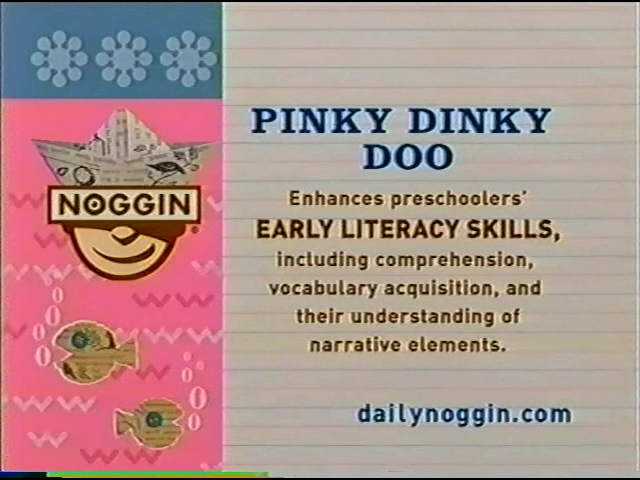 NOGGIN
PINKY DINKY
DOO
Enhances preschoolers'
EARLY LITERACY SKILLS,
including comprehension,
vocabulary acquisition, and
their understanding of
narrative elements.
dailynoggin.com